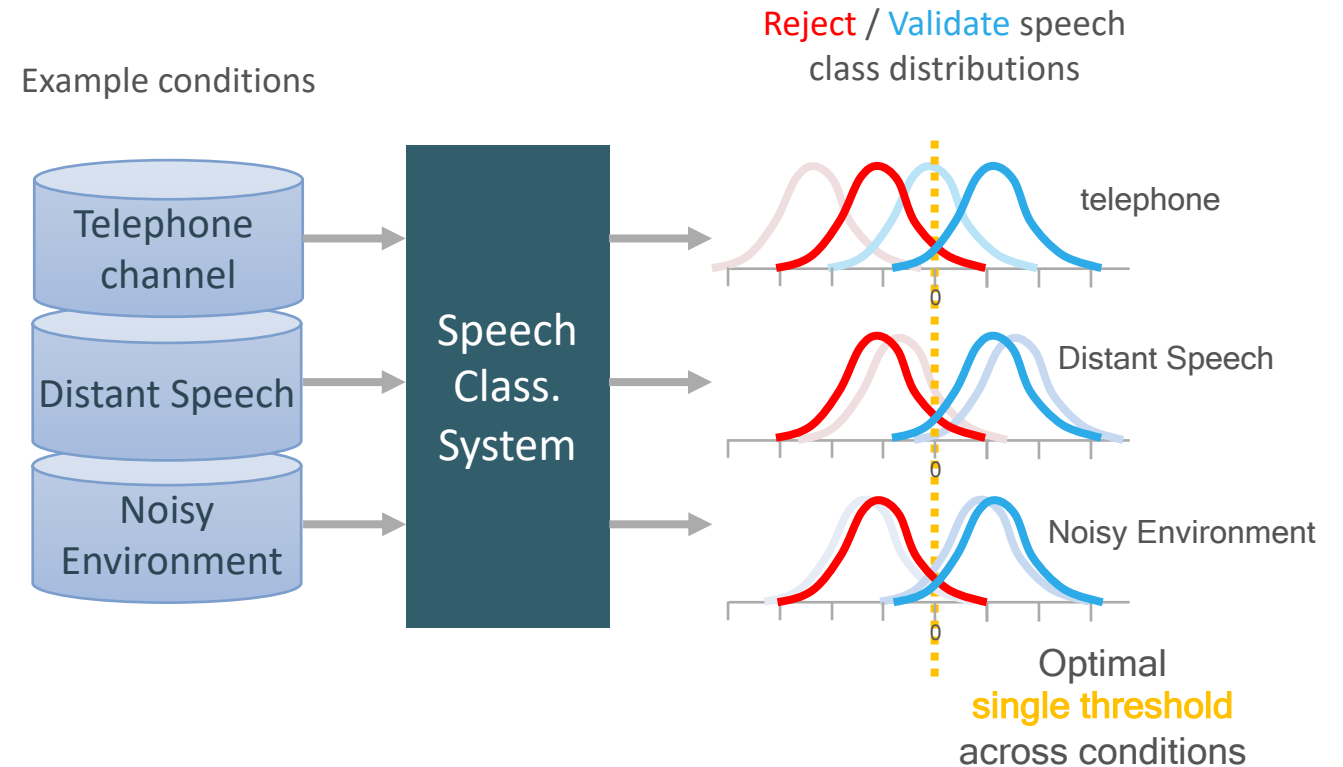 Reject / Validate speech
class distributions
Example conditions
Telephone
channel
Distant Speech
Noisy
Environment
Speech
Class.
System
telephone
0
Distant Speech
0
Noisy Environment
0
Optimal
single threshold
across conditions